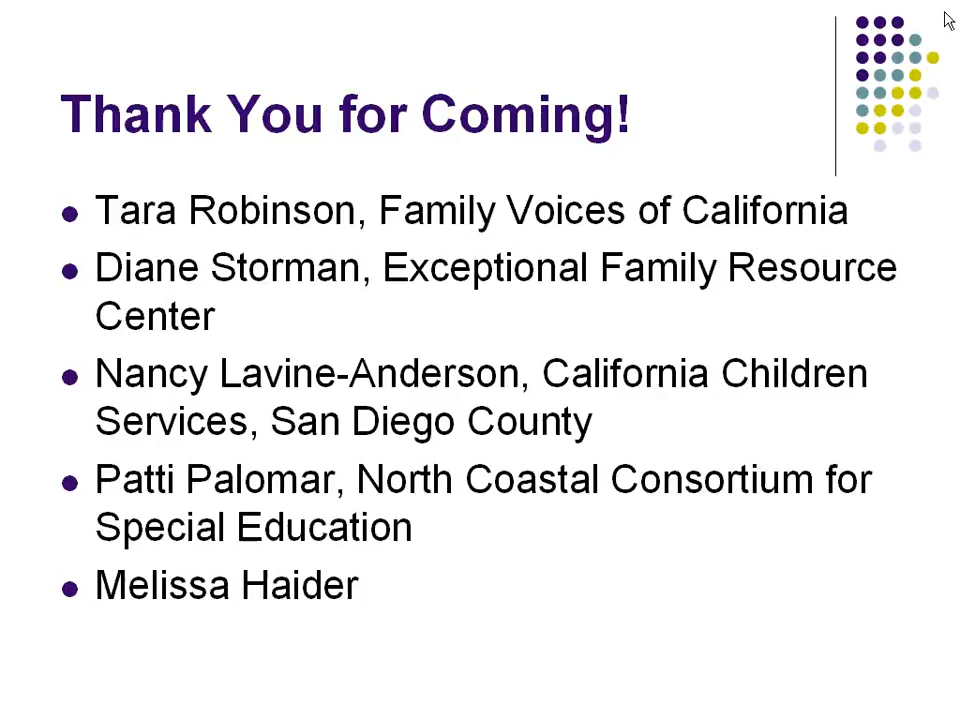 Thank You for Coming!
Tara Robinson, Family Voices of California
Diane Storman, Exceptional Family Resource
Center
Nancy Lavine-Anderson, California Children
Services, San Diego County
Patti Palomar, North Coastal Consortium for
Special Education
Melissa Haider